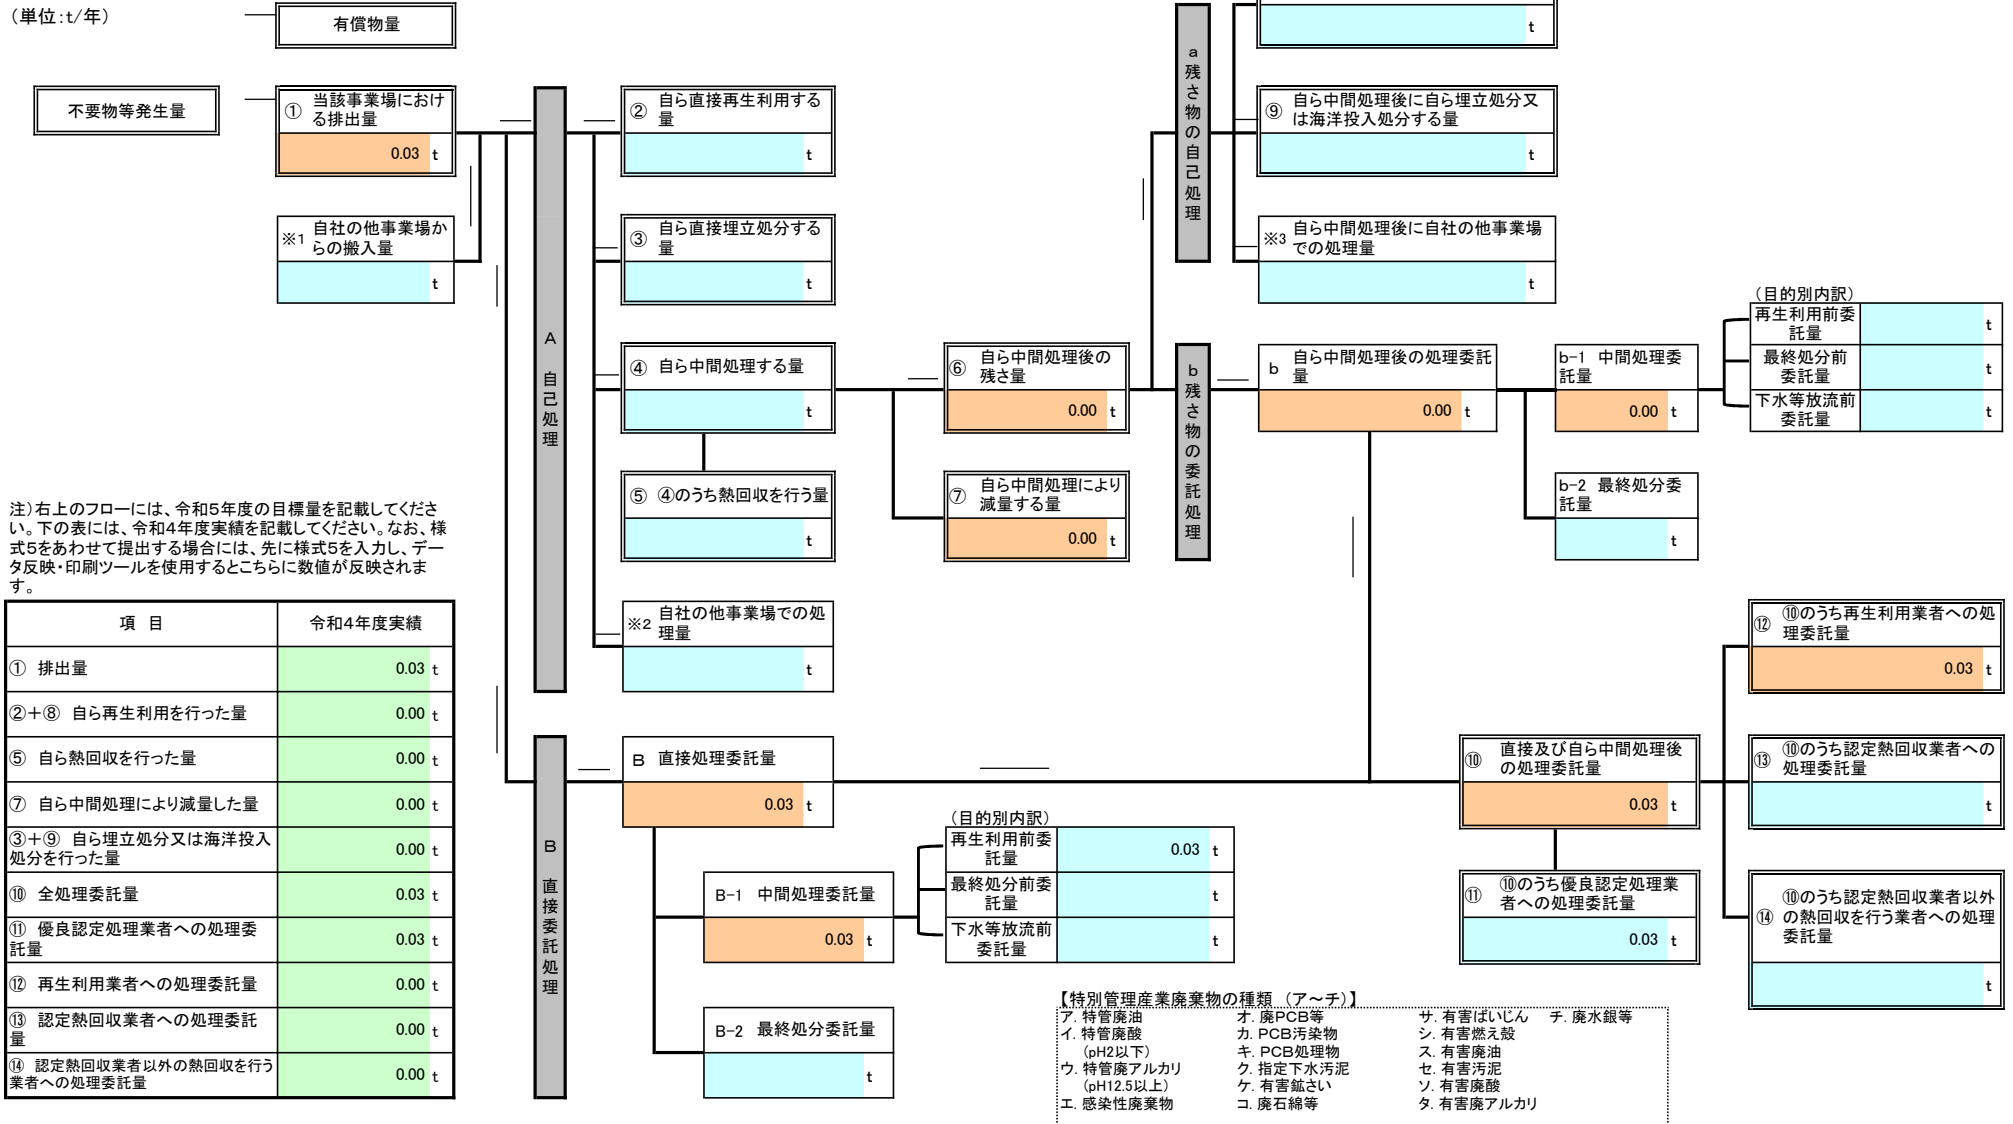 （単位:t/年）
有償物量
不要物等発生量
① 当該事業場におけ
る排出量
0.03 t
※1 自社の他事業場か
らの搬入量
t
A 自己処理
② 自ら直接再生利用する
量
t
③ 自ら直接埋立処分する
量
t
④ 自ら中間処理する量
t
⑤ ④のうち熱回収を行う量
t
※2 自社の他事業場での処
理量
t
⑥ 自ら中間処理後の
残さ量
0.00 t
⑦ 自ら中間処理により
減量する量
0.00 t
a 残さ物の自己処理
t
⑨ 自ら中間処理後に自ら埋立処分又
は海洋投入処分する量
t
※3 自ら中間処理後に自社の他事業場
での処理量
t
b 残さ物の委託処理
b 自ら中間処理後の処理委託
量
0.00 t
b-1 中間処理委
託量
0.00 t
b-2 最終処分委
託量
t
（目的別内訳）
再生利用前委
託量
t
最終処分前
委託量
t
下水等放流前
委託量
t
注）右上のフローには、令和5年度の目標量を記載してくださ
い。下の表には、令和4年度実績を記載してください。なお、様
式5をあわせて提出する場合には、先に様式5を入力し、デー
タ反映・印刷ツールを使用するとこちらに数値が反映されま
す。
項 目 令和4年度実績
① 排出量 0.03 t
②＋⑧ 自ら再生利用を行った量 0.00 t
⑤ 自ら熱回収を行った量 0.00 t
⑦ 自ら中間処理により減量した量 0.00 t
③＋⑨ 自ら埋立処分又は海洋投入
処分を行った量 0.00 t
⑩ 全処理委託量 0.03 t
⑪ 優良認定処理業者への処理委
託量 0.03 t
⑫ 再生利用業者への処理委託量 0.00 t
⑬ 認定熱回収業者への処理委託
量 0.00 t
⑭ 認定熱回収業者以外の熱回収を行う
業者への処理委託量 0.00 t
B 直接委託処理
B 直接処理委託量
0.03 t
B-1 中間処理委託量
0.03 t
B-2 最終処分委託量
t
（目的別内訳）
再生利用前委
託量
0.03 t
最終処分前委
託量
t
下水等放流前
委託量
t
⑩ 直接及び自ら中間処理後
の処理委託量
0.03 t
⑪ ⑩のうち優良認定処理業
者への処理委託量
0.03 t
⑫ ⑩のうち再生利用業者への処
理委託量
0.03 t
⑬ ⑩のうち認定熱回収業者への
処理委託量
t
⑭ ⑩のうち認定熱回収業者以外
の熱回収を行う業者への処理
委託量
t
【特別管理産業廃棄物の種類 （ア〜チ）】
ア. 特管廃油 オ. 廃PCB等 サ. 有害ばいじん チ. 廃水銀等
イ. 特管廃酸 カ. PCB汚染物 シ. 有害燃え殻
（pH2以下） キ. PCB処理物 ス. 有害廃油
ウ. 特管廃アルカリ ク. 指定下水汚泥 セ. 有害汚泥
（pH12.5以上） ケ. 有害鉱さい ソ. 有害廃酸
エ. 感染性廃棄物 コ. 廃石綿等 タ. 有害廃アルカリ